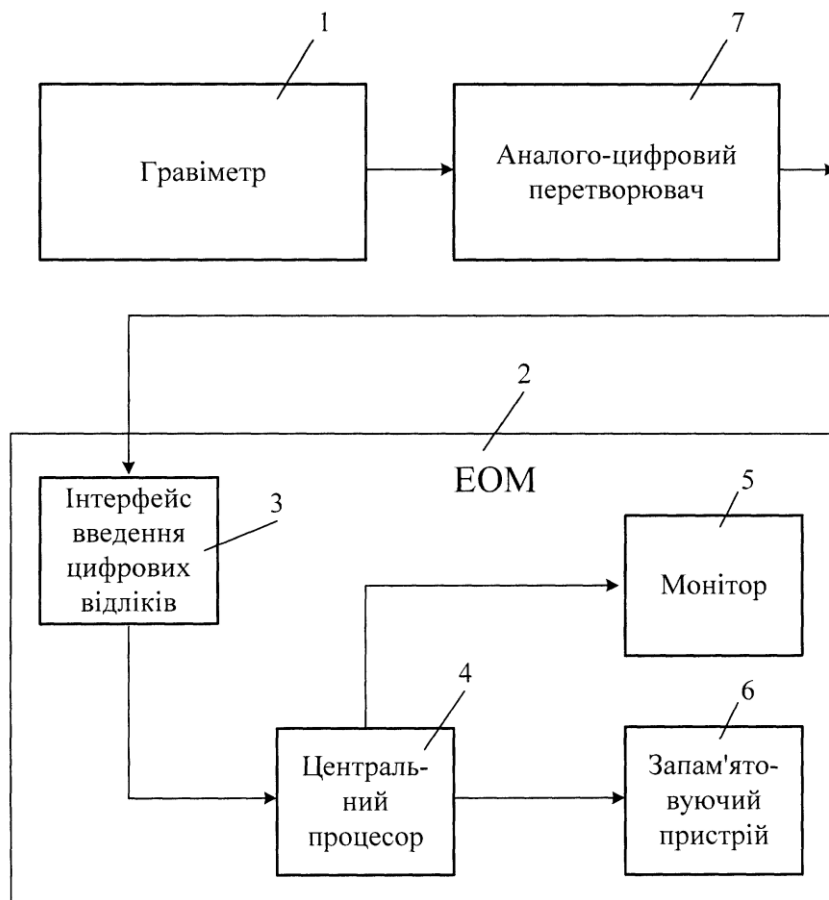 1
7
Гравіметр
Аналого-цифровий
перетворювач
2
ЕОМ
Інтерфейс
введення
цифрових
відліків
3
5
Монітор
4
Централь-
ний
процесор
6
Запам'ято-
вуючий
пристрій